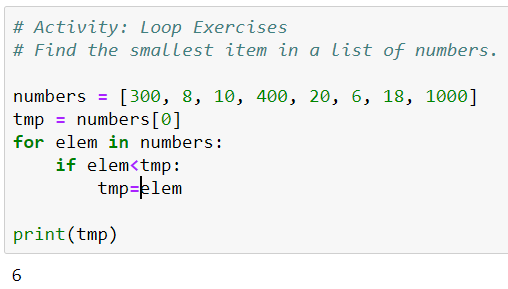 # Activity: Loop Exercises
# Find the smallest item in a list of numbers.
numbers = [300, 8, 10, 400, 20, 6, 18, 1000]
tmp = numbers[0]
for elem in numbers:
    if elem<tmp:
        tmp=elem
print(tmp)
6